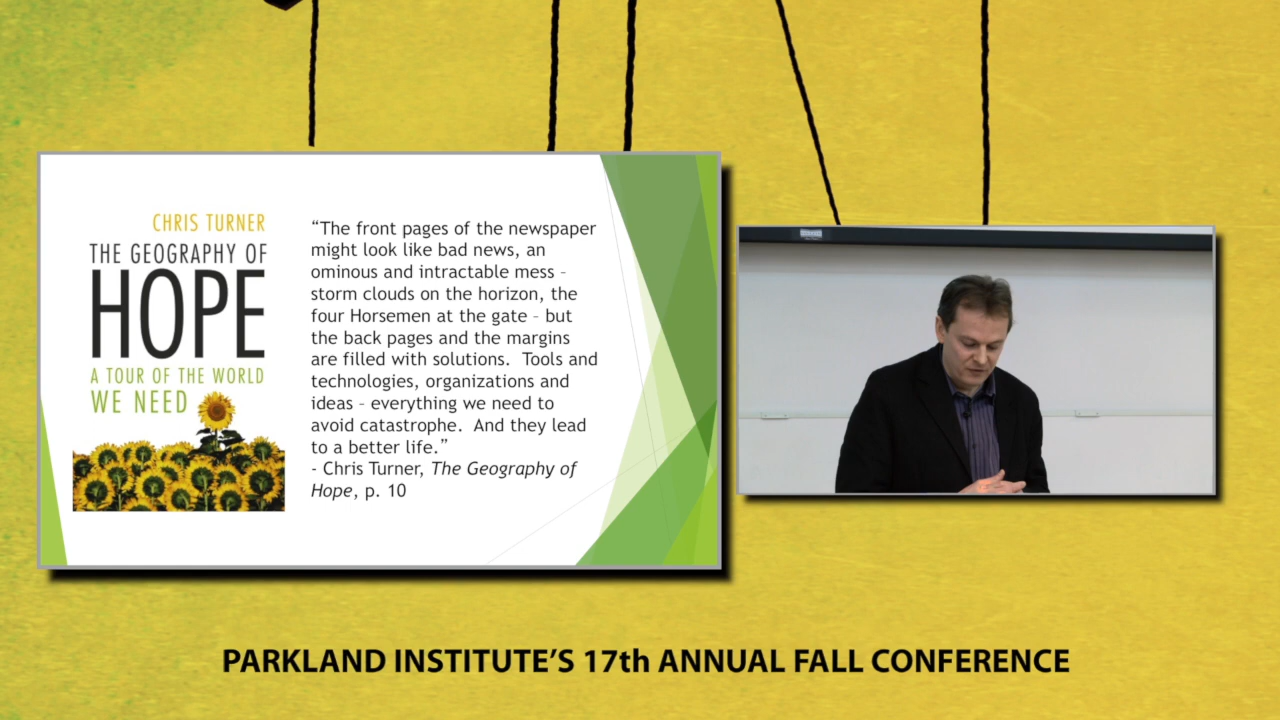 CHRIS TURNER
THE GEOGRAPHY OF
HOPE
A TOUR OF THE WORLD
WE NEED
“The front pages of the newspaper
might look like bad news, an
ominous and intractable mess –
storm clouds on the horizon, the
four Horsemen at the gate – but
the back pages and the margins
are filled with solutions.  Tools and
technologies, organizations and
ideas – everything we need to
avoid catastrophe.  And they lead
to a better life.”
- Chris Turner, The Geography of
Hope, p. 10
PARKLAND INSTITUTE’S 17th ANNUAL FALL CONFERENCE